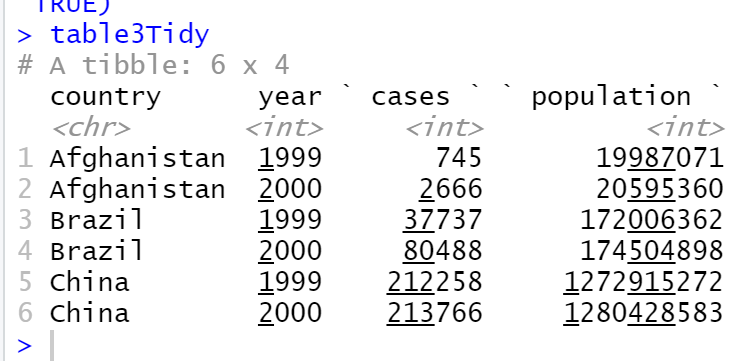 TRUE)
> table3Tidy
# A tibble: 6 x 4
country year ` cases ` ` population `
<chr> <int> <int> <int>
1 Afghanistan 1999 745 19987071
2 Afghanistan 2000 2666 20595360
3 Brazil 1999 37737 172006362
4 Brazil 2000 80488 174504898
5 China 1999 212258 1272915272
6 China 2000 213766 1280428583
>